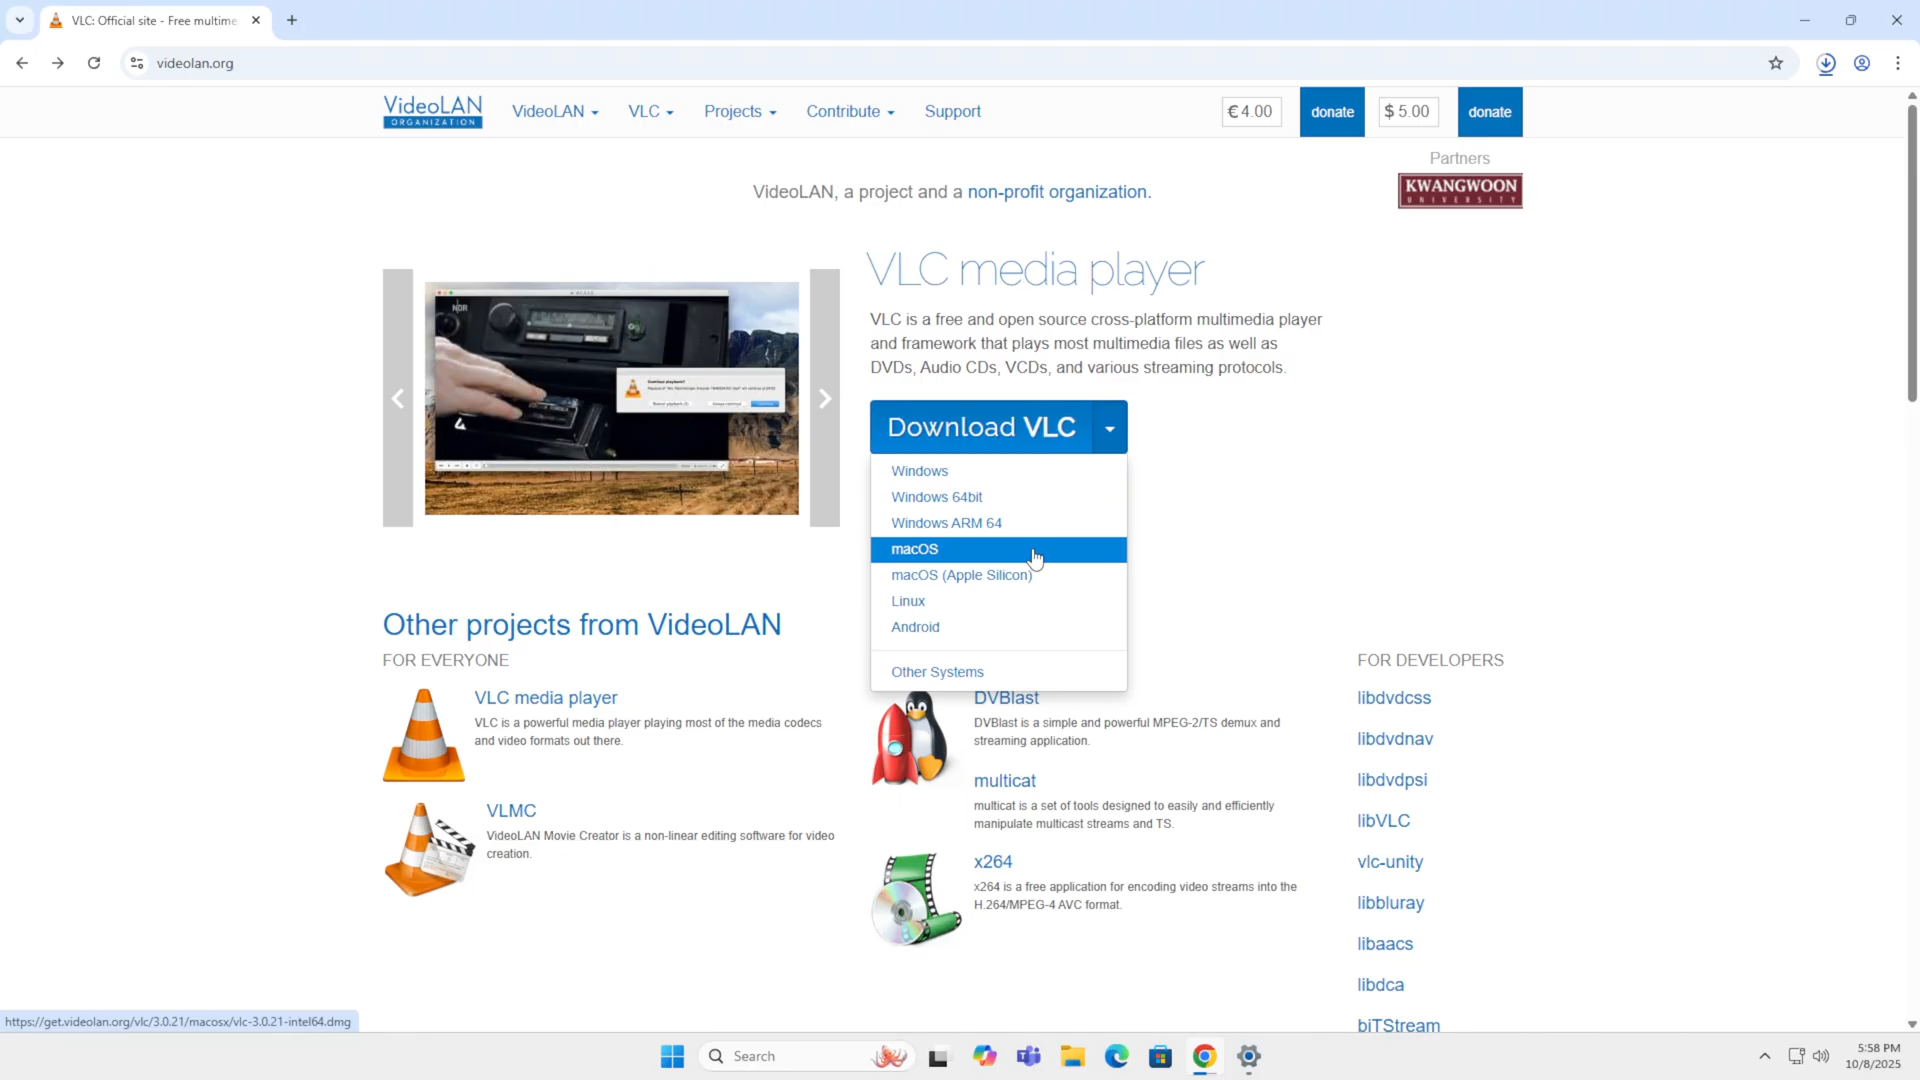 VLC: Official site - Free multime
videolan.org
VideoLAN
ORGANIZATION
VideoLAN
VLC
Projects
Contribute
Support
€ 4.00
donate
$ 5.00
donate
Partners
KWANGWOON
UNIVERSITY
VideoLAN, a project and a non-profit organization.
VLC media player
VLC is a free and open source cross-platform multimedia player
and framework that plays most multimedia files as well as
DVDs, Audio CDs, VCDs, and various streaming protocols.
Download VLC
Windows
Windows 64bit
Windows ARM 64
macOS
macOS (Apple Silicon)
Linux
Android
Other Systems
Other projects from VideoLAN
FOR EVERYONE
VLC media player
VLC is a powerful media player playing most of the media codecs
and video formats out there.
VLMC
VideoLAN Movie Creator is a non-linear editing software for video
creation.
DVBlast
DVBlast is a simple and powerful MPEG-2/TS demux and
streaming application.
multicat
multicat is a set of tools designed to easily and efficiently
manipulate multicast streams and TS.
x264
x264 is a free application for encoding video streams into the
H.264/MPEG-4 AVC format.
FOR DEVELOPERS
libdvdcss
libdvdnav
libdvdpsi
libVLC
vlc-unity
libbluray
libaacs
libdca
biTStream
https://get.videolan.org/vlc/3.0.21/macosx/vlc-3.0.21-intel64.dmg
Search
5:58 PM
10/8/2025